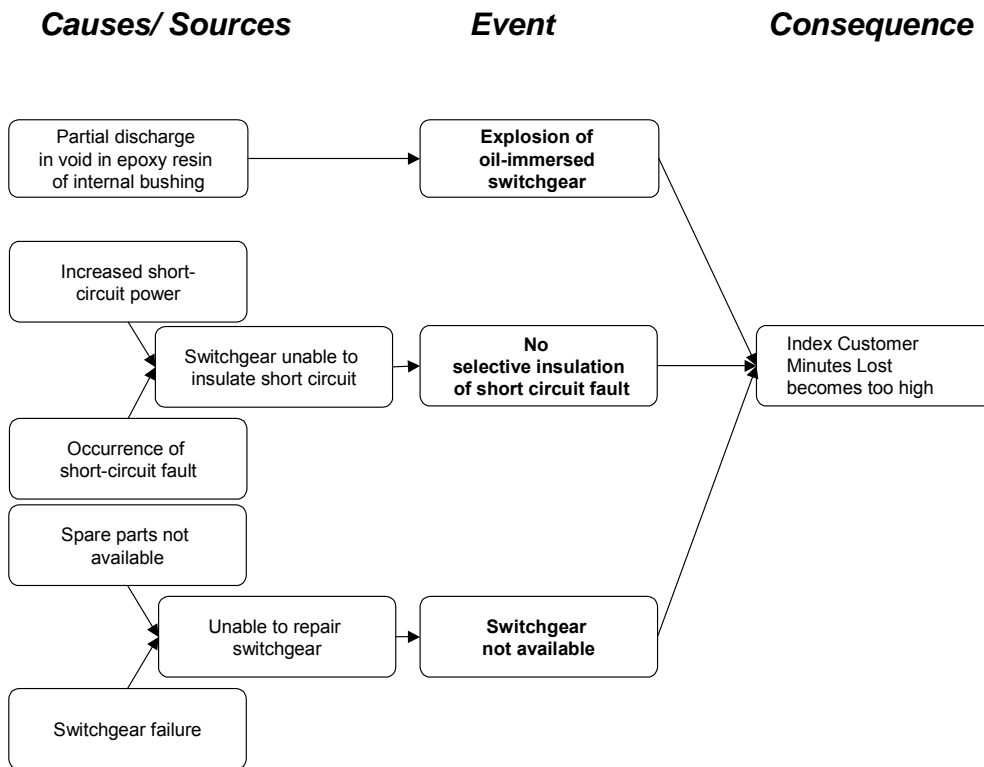 Causes/ Sources
Event
Consequence
Partial discharge
in void in epoxy resin
of internal bushing
Explosion of
oil-immersed
switchgear
Increased short-
circuit power
Switchgear unable to
insulate short circuit
No
selective insulation
of short circuit fault
Index Customer
Minutes Lost
becomes too high
Occurrence of
short-circuit fault
Spare parts not
available
Unable to repair
switchgear
Switchgear
not available
Switchgear failure